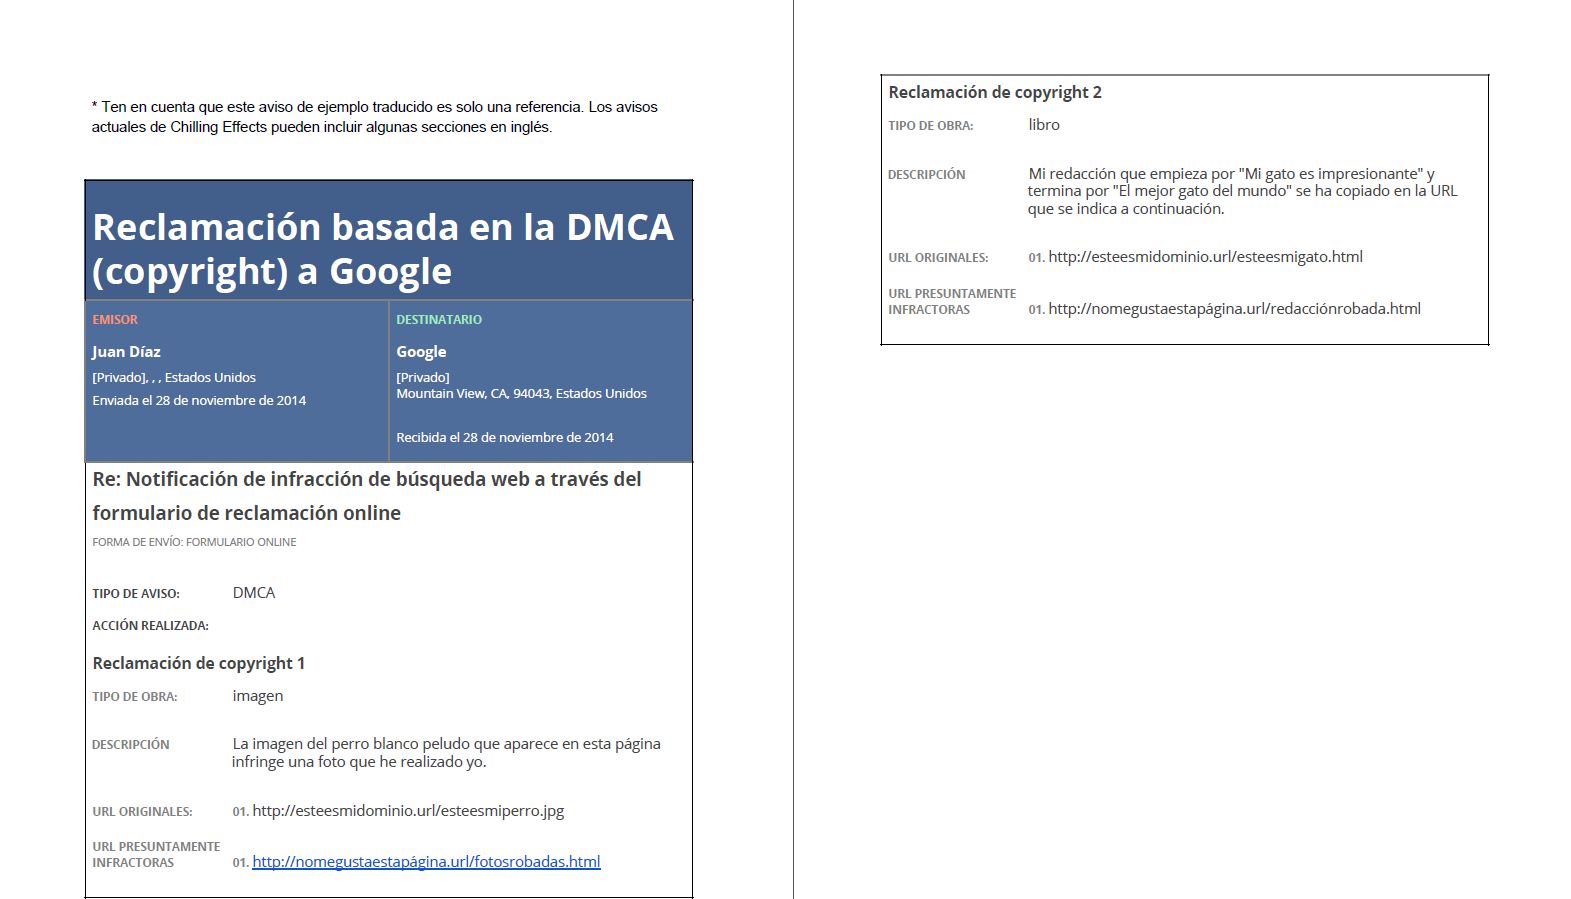 * Ten en cuenta que este aviso de ejemplo traducido es solo una referencia. Los avisos
actuales de Chilling Effects pueden incluir algunas secciones en inglés.
Reclamación basada en la DMCA
(copyright) a Google
EMISOR
Juan Díaz
[Privado], , , Estados Unidos
Enviada el 28 de noviembre de 2014
DESTINATARIO
Google
[Privado]
Mountain View, CA, 94043, Estados Unidos
Recibida el 28 de noviembre de 2014
Re: Notificación de infracción de búsqueda web a través del
formulario de reclamación online
FORMA DE ENVÍO: FORMULARIO ONLINE
TIPO DE AVISO: DMCA
ACCIÓN REALIZADA:
Reclamación de copyright 1
TIPO DE OBRA: imagen
DESCRIPCIÓN La imagen del perro blanco peludo que aparece en esta página
infringe una foto que he realizado yo.
URL ORIGINALES: 01. http://esteesmidominio.url/esteesmiperro.jpg
URL PRESUNTAMENTE
INFRACTORAS 01. http://nomegustaestapágina.url/fotosrobadas.html
Reclamación de copyright 2
TIPO DE OBRA: libro
DESCRIPCIÓN Mi redacción que empieza por "Mi gato es impresionante" y
termina por "El mejor gato del mundo" se ha copiado en la URL
que se indica a continuación.
URL ORIGINALES: 01. http://esteesmidominio.url/esteesmigato.html
URL PRESUNTAMENTE
INFRACTORAS 01. http://nomegustaestapágina.url/redacciónrobada.html